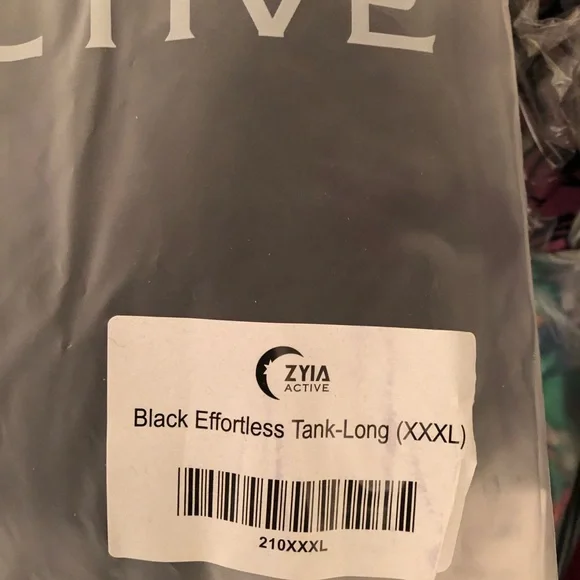 CTIVE
ZYIA
ACTIVE
Black Effortless Tank-Long (XXXL)
210XXXL